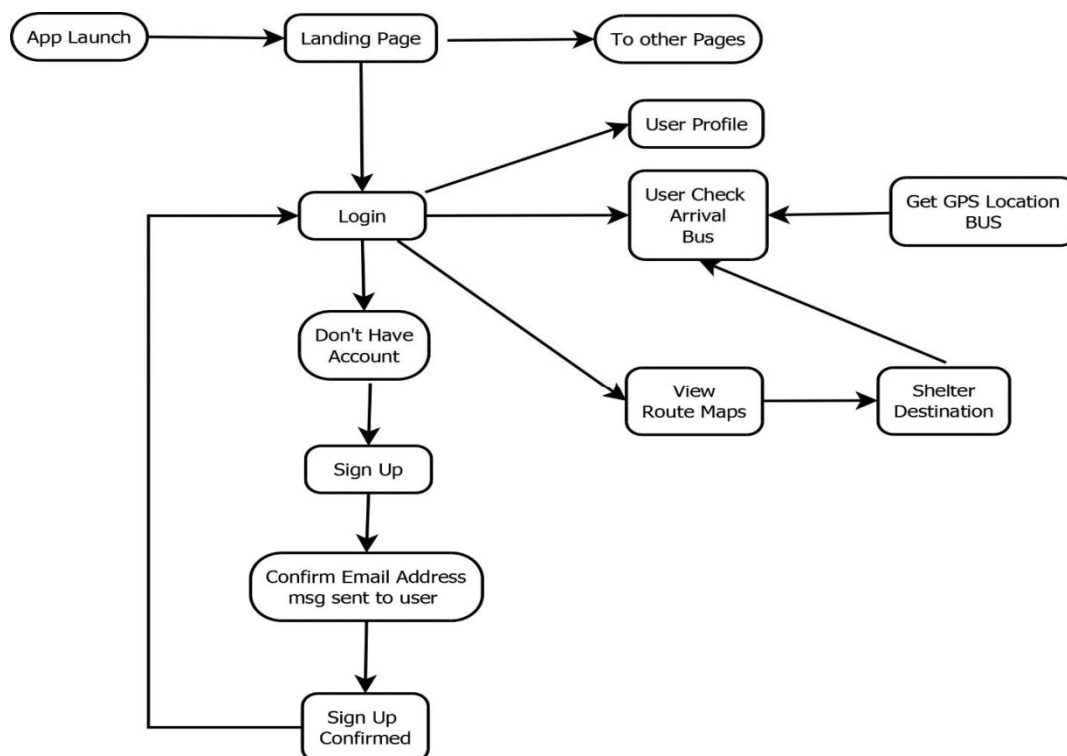 App Launch
Landing Page
To other Pages
User Profile
Login
User Check
Arrival
Bus
Get GPS Location
BUS
Don't Have
Account
View
Route Maps
Shelter
Destination
Sign Up
Confirm Email Address
msg sent to user
Sign Up
Confirmed